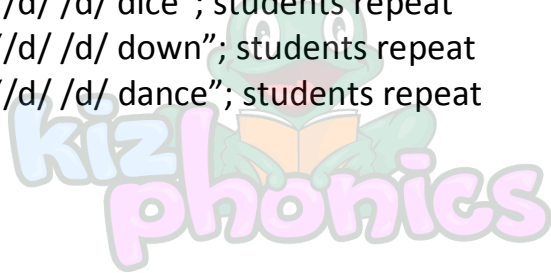 /d/ /d/ dice”; students repeat
/d/ /d/ down”; students repeat
/d/ /d/ dance”; students repeat
kiz
phonics